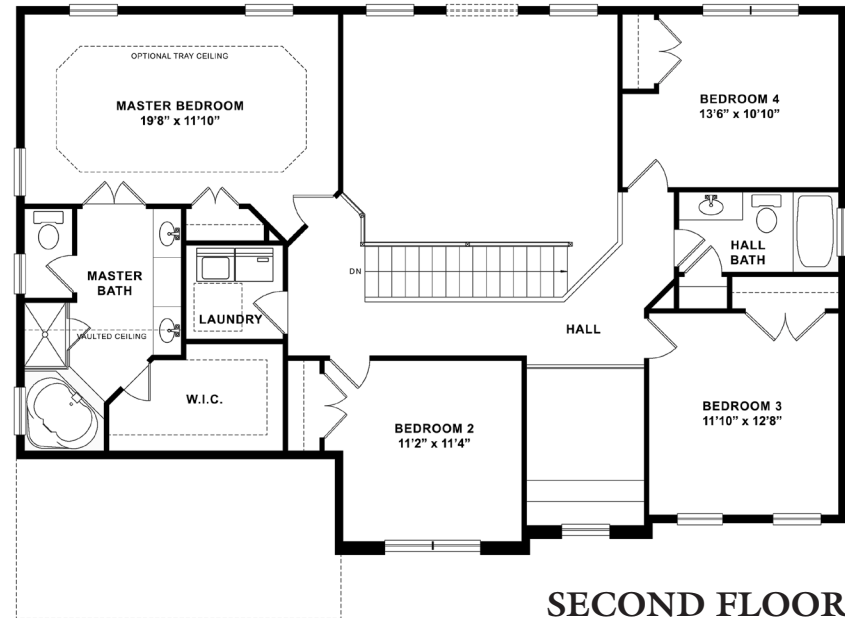 OPTIONAL TRAY CEILING
MASTER BEDROOM
19'8" x 11'10"
BEDROOM 4
13'6" x 10'10"
HALL
BATH
MASTER
BATH
DN
LAUNDRY
HALL
VAULTED CEILING
W.I.C.
BEDROOM 2
11'2" x 11'4"
BEDROOM 3
11'10" x 12'8"
SECOND FLOOR